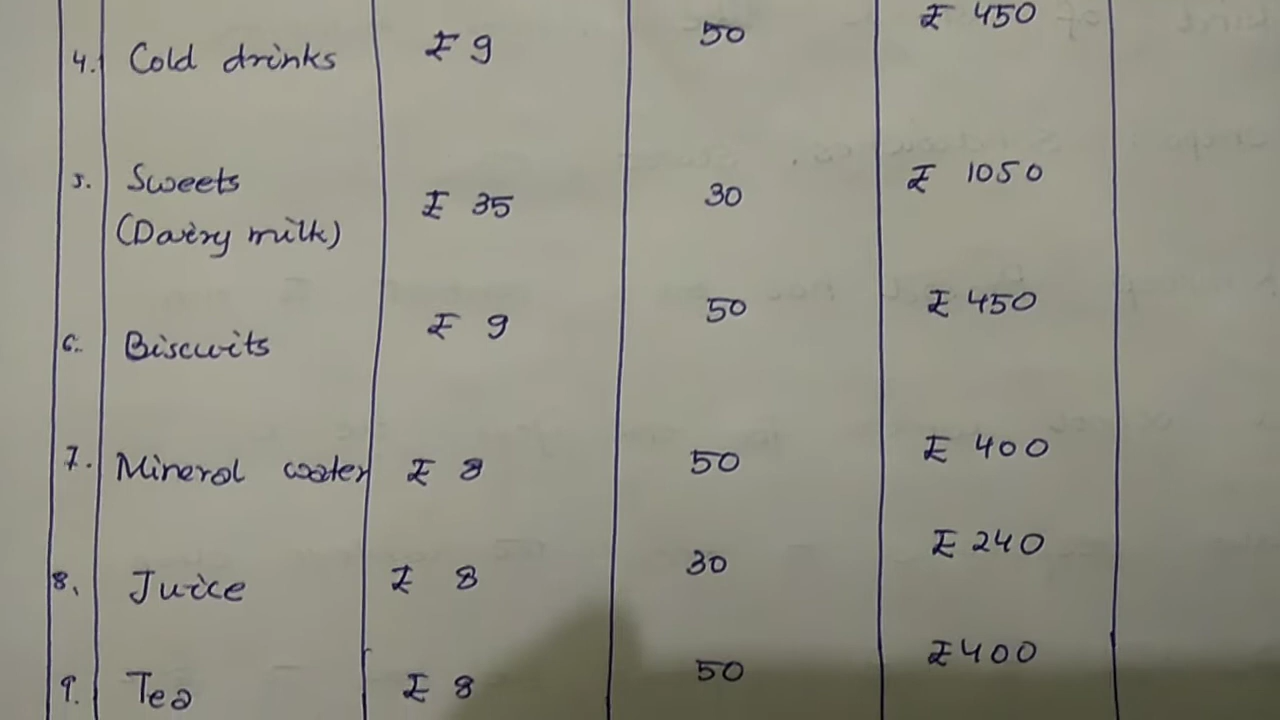 4. Cold drinks ₹ 9 50 ₹ 450
5. Sweets ₹ 35 30 ₹ 1050
(Dairy milk)
6. Biscuits ₹ 9 50 ₹ 450
7. Mineral water ₹ 8 50 ₹ 400
8. Juice ₹ 8 30 ₹ 240
9. Tea ₹ 8 50 ₹ 400